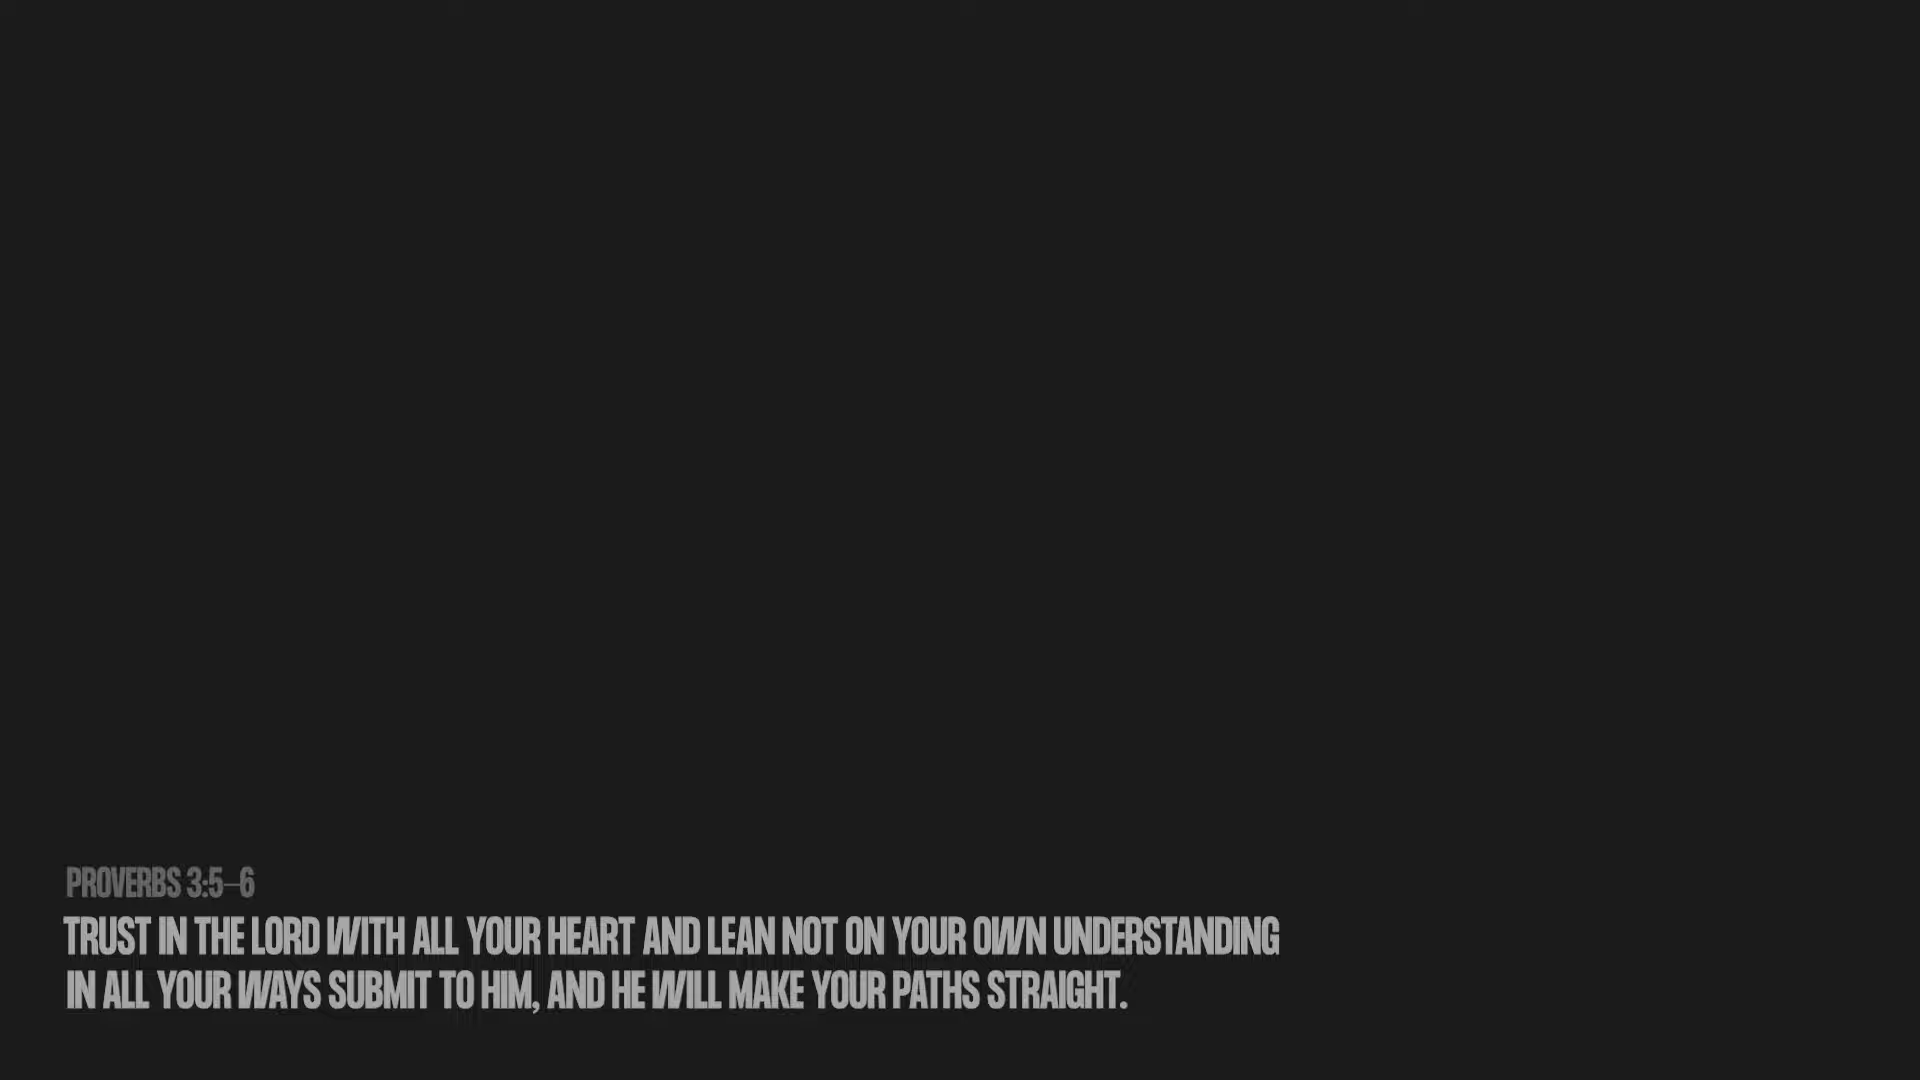 PROVERBS 3:5–6
TRUST IN THE LORD WITH ALL YOUR HEART AND LEAN NOT ON YOUR OWN UNDERSTANDING
IN ALL YOUR WAYS SUBMIT TO HIM, AND HE WILL MAKE YOUR PATHS STRAIGHT.